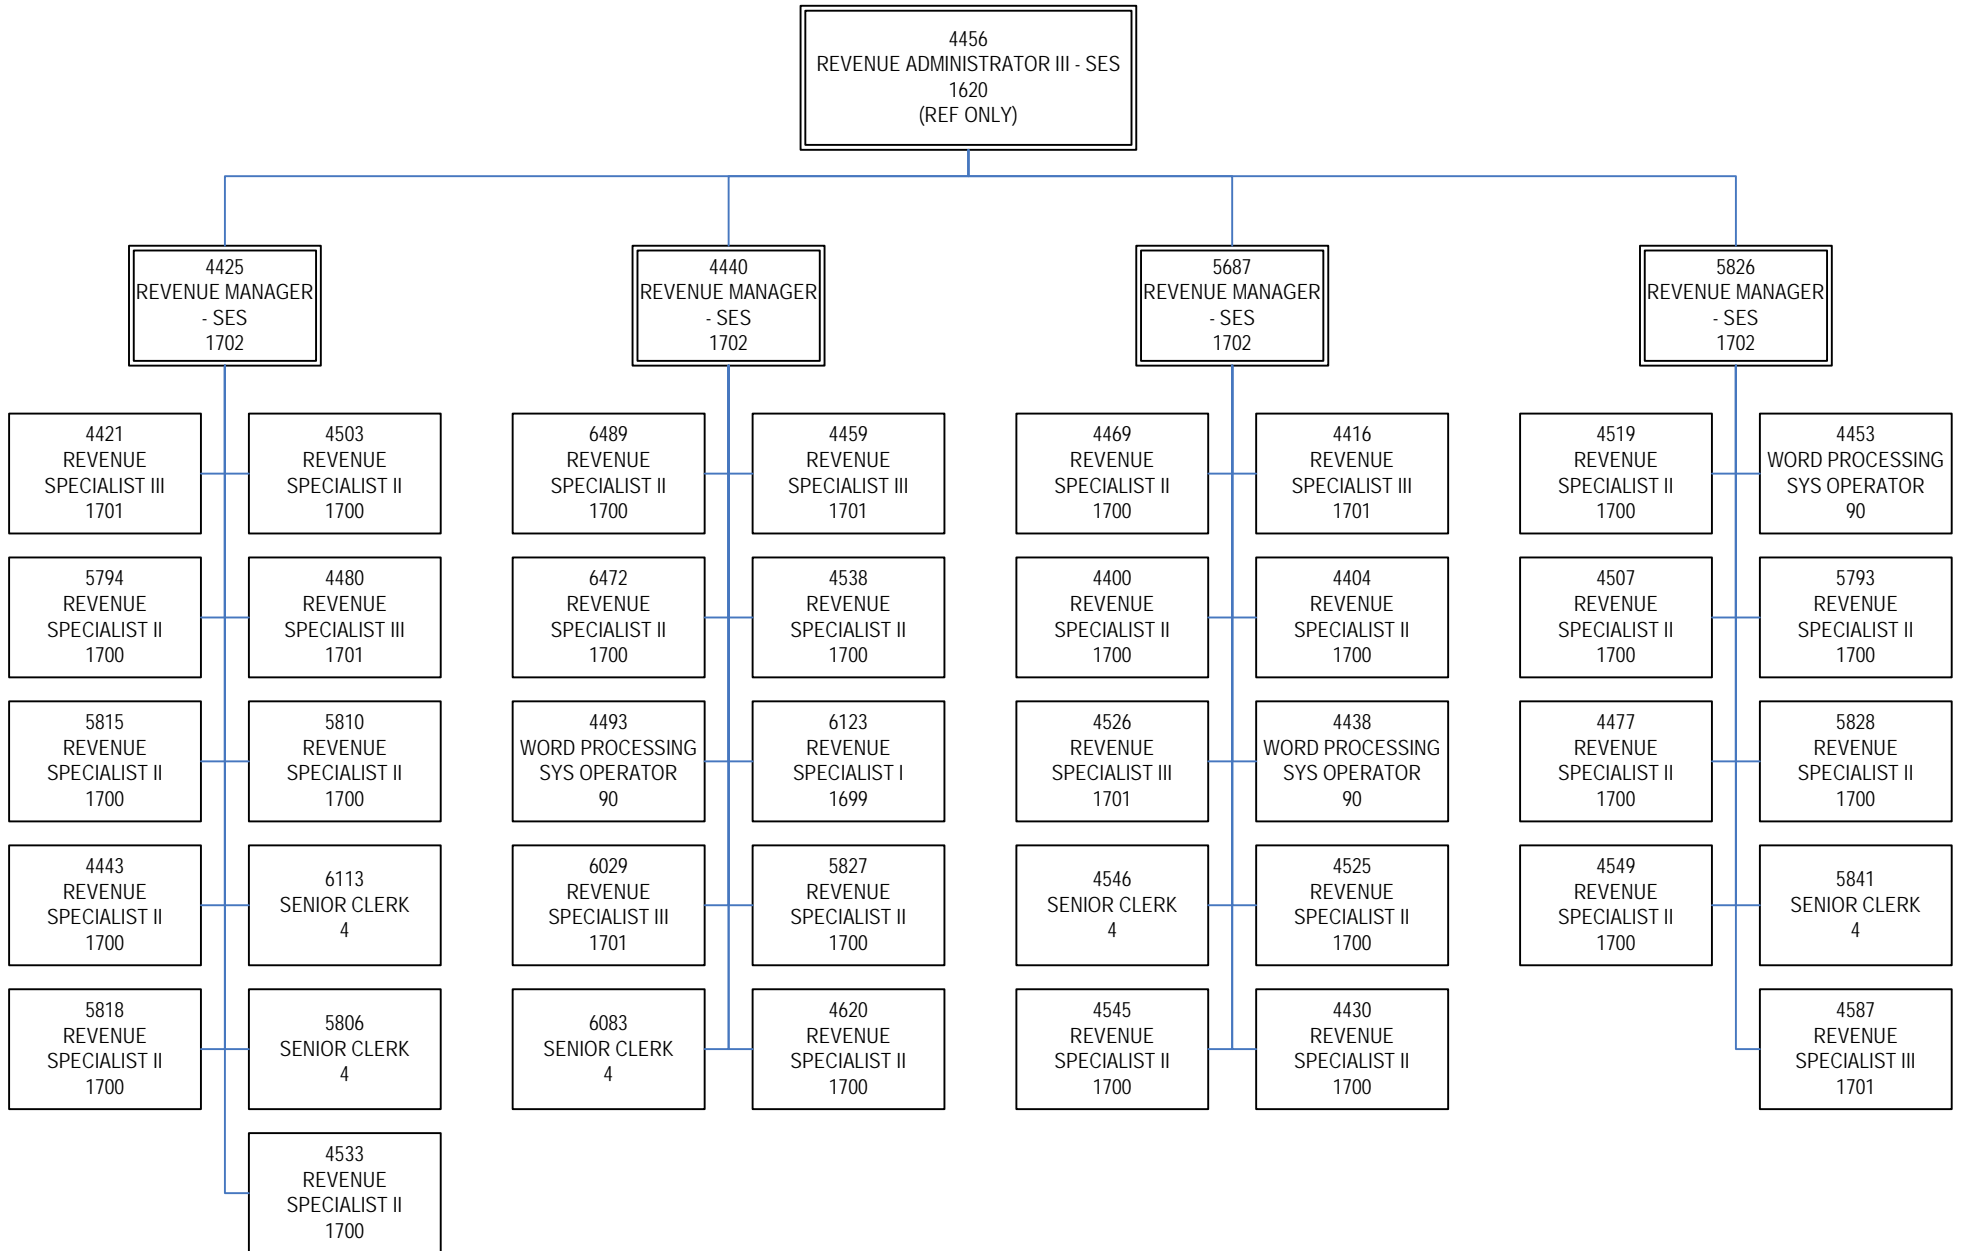 4456
REVENUE ADMINISTRATOR III - SES
1620
(REF ONLY)
4425
REVENUE MANAGER
- SES
1702
4440
REVENUE MANAGER
- SES
1702
5687
REVENUE MANAGER
- SES
1702
5826
REVENUE MANAGER
- SES
1702
4421
REVENUE
SPECIALIST III
1701
4503
REVENUE
SPECIALIST II
1700
6489
REVENUE
SPECIALIST II
1700
4459
REVENUE
SPECIALIST III
1701
4469
REVENUE
SPECIALIST II
1700
4416
REVENUE
SPECIALIST III
1701
4519
REVENUE
SPECIALIST II
1700
4453
WORD PROCESSING
SYS OPERATOR
90
5794
REVENUE
SPECIALIST II
1700
4480
REVENUE
SPECIALIST III
1701
6472
REVENUE
SPECIALIST II
1700
4538
REVENUE
SPECIALIST II
1700
4400
REVENUE
SPECIALIST II
1700
4404
REVENUE
SPECIALIST II
1700
4507
REVENUE
SPECIALIST II
1700
5793
REVENUE
SPECIALIST II
1700
5815
REVENUE
SPECIALIST II
1700
5810
REVENUE
SPECIALIST II
1700
4493
WORD PROCESSING
SYS OPERATOR
90
6123
REVENUE
SPECIALIST I
1699
4526
REVENUE
SPECIALIST III
1701
4438
WORD PROCESSING
SYS OPERATOR
90
4477
REVENUE
SPECIALIST II
1700
5828
REVENUE
SPECIALIST II
1700
4443
REVENUE
SPECIALIST II
1700
6113
SENIOR CLERK
4
6029
REVENUE
SPECIALIST III
1701
5827
REVENUE
SPECIALIST II
1700
4546
SENIOR CLERK
4
4525
REVENUE
SPECIALIST II
1700
4549
REVENUE
SPECIALIST II
1700
5841
SENIOR CLERK
4
5818
REVENUE
SPECIALIST II
1700
5806
SENIOR CLERK
4
6083
SENIOR CLERK
4
4620
REVENUE
SPECIALIST II
1700
4545
REVENUE
SPECIALIST II
1700
4430
REVENUE
SPECIALIST II
1700
4587
REVENUE
SPECIALIST III
1701
4533
REVENUE
SPECIALIST II
1700